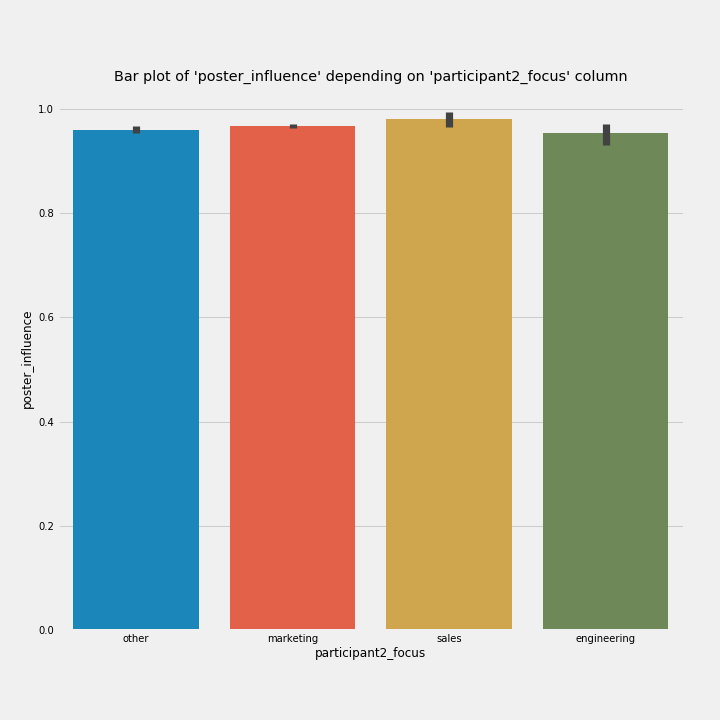 Bar plot of 'poster_influence' depending on 'participant2_focus' column
1.0
0.8
0.6
0.4
0.2
0.0
poster_influence
other
marketing
sales
engineering
participant2_focus